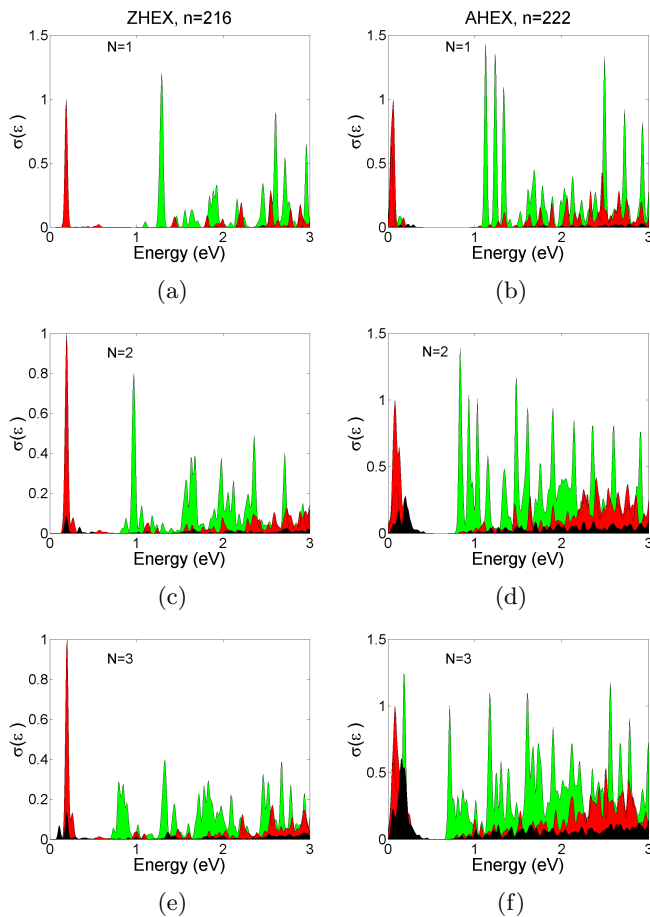 ZHEX, n=216
AHEX, n=222
1.5
1
0.5
0
σ(ε)
N=1
0
1
2
3
Energy (eV)
(a)
1.5
1
0.5
0
σ(ε)
N=1
0
1
2
3
Energy (eV)
(b)
1
0.8
0.6
0.4
0.2
0
σ(ε)
N=2
0
1
2
3
Energy (eV)
(c)
1.5
1
0.5
0
σ(ε)
N=2
0
1
2
3
Energy (eV)
(d)
1
0.8
0.6
0.4
0.2
0
σ(ε)
N=3
0
1
2
3
Energy (eV)
(e)
1.5
1
0.5
0
σ(ε)
N=3
0
1
2
3
Energy (eV)
(f)